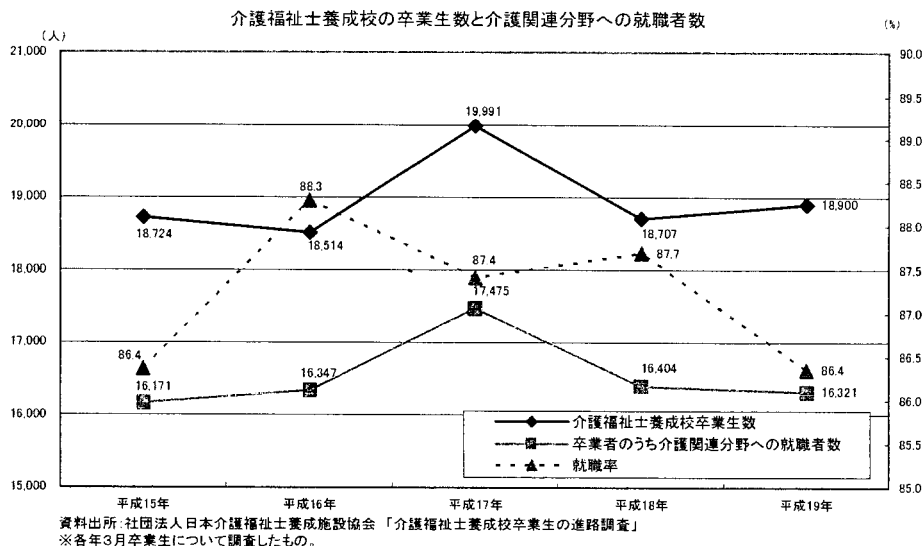 介護福祉士養成校の卒業生数と介護関連分野への就職者数
(人)
(%)
21,000
20,000
19,000
18,000
17,000
16,000
15,000
90.0
89.5
89.0
88.5
88.0
87.5
87.0
86.5
86.0
85.5
85.0
19,991
88.3
18,724
18,514
18,707
18,900
87.4
87.7
17,475
86.4
16,171
16,347
16,404
86.4
16,321
介護福祉士養成校卒業生数
卒業者のうち介護関連分野への就職者数
就職率
平成15年
平成16年
平成17年
平成18年
平成19年
資料出所:社団法人日本介護福祉士養成施設協会 「介護福祉士養成校卒業生の進路調査」
※各年3月卒業生について調査したもの。